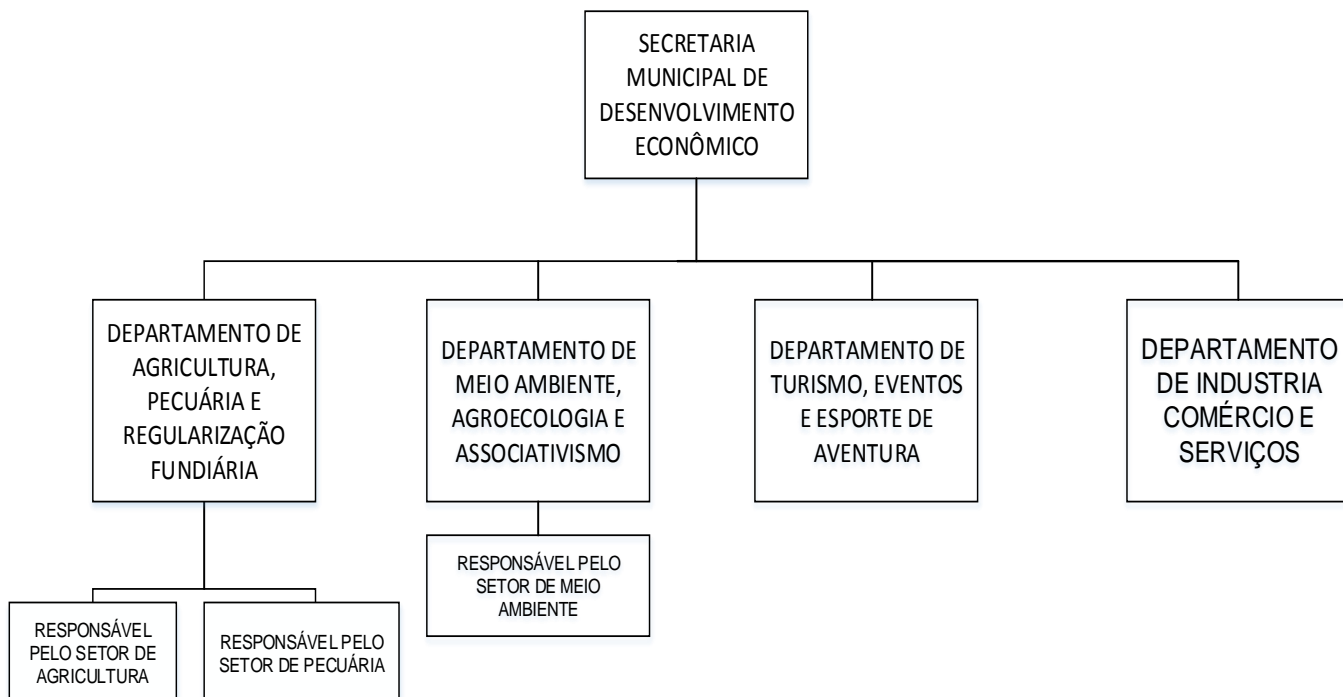 SECRETARIA
MUNICIPAL DE
DESENVOLVIMENTO
ECONÔMICO
DEPARTAMENTO DE
AGRICULTURA,
PECUÁRIA E
REGULARIZAÇÃO
FUNDIÁRIA
DEPARTAMENTO DE
MEIO AMBIENTE,
AGROECOLOGIA E
ASSOCIATIVISMO
DEPARTAMENTO DE
TURISMO, EVENTOS
E ESPORTE DE
AVENTURA
DEPARTAMENTO
DE INDUSTRIA
COMÉRCIO E
SERVIÇOS
RESPONSÁVEL
PELO SETOR DE
AGRICULTURA
RESPONSÁVEL PELO
SETOR DE PECUÁRIA
RESPONSÁVEL PELO
SETOR DE MEIO
AMBIENTE